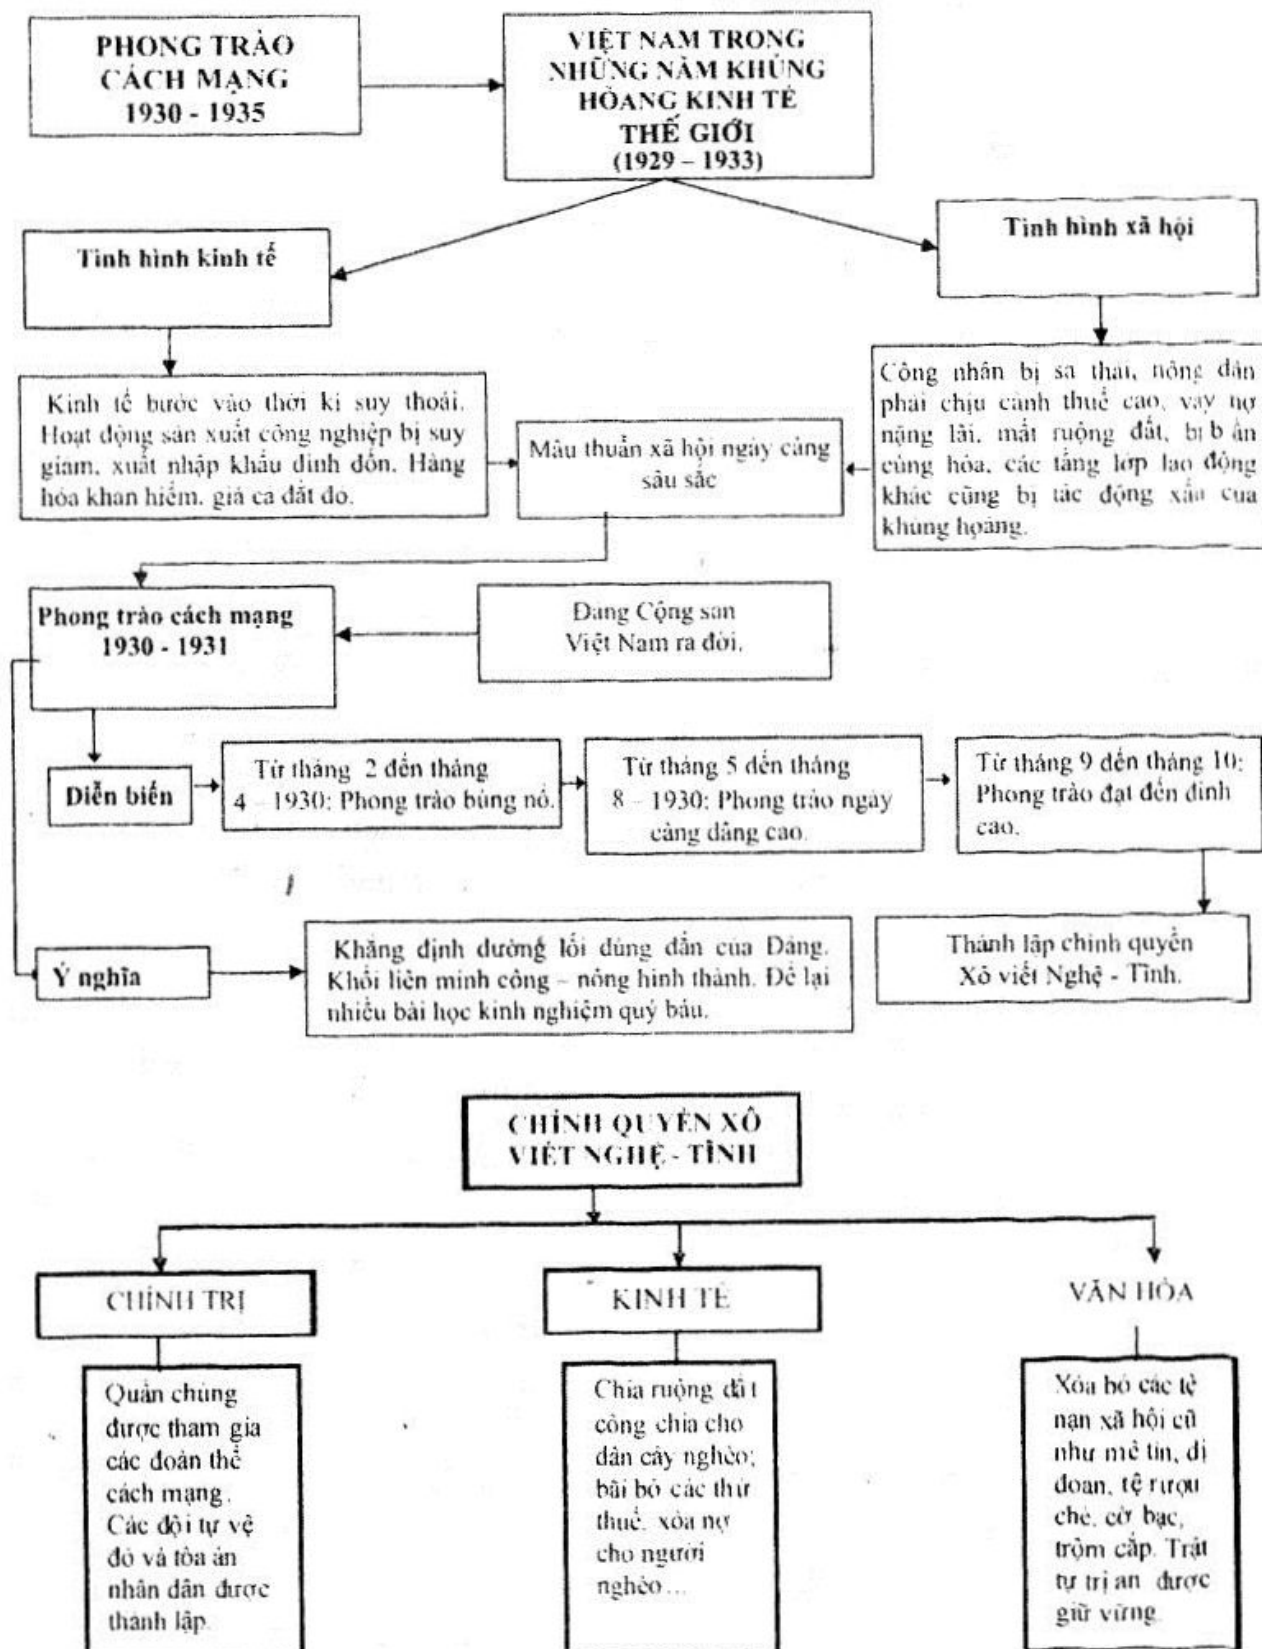 PHONG TRÀO
CÁCH MẠNG
1930 - 1935
VIỆT NAM TRONG
NHỮNG NĂM KHỦNG
HOẢNG KINH TẾ
THẾ GIỚI
(1929 – 1933)
Tình hình kinh tế
Tình hình xã hội
Kinh tế bước vào thời kì suy thoái.
Hoạt động sản xuất công nghiệp bị suy
giảm, xuất nhập khẩu đình đốn. Hàng
hóa khan hiếm, giá cả đắt đỏ.
Mâu thuẫn xã hội ngày càng
sâu sắc
Công nhân bị sa thải, nông dân
phải chịu cảnh thuế cao, vay nợ
nặng lãi, mất ruộng đất, bị bần
cùng hóa, các tầng lớp lao động
khác cũng bị tác động xấu của
khủng hoảng.
Phong trào cách mạng
1930 - 1931
Đảng Cộng sản
Việt Nam ra đời.
Diễn biến
Từ tháng 2 đến tháng
4 – 1930: Phong trào bùng nổ.
Từ tháng 5 đến tháng
8 – 1930: Phong trào ngày
càng dâng cao.
Từ tháng 9 đến tháng 10:
Phong trào đạt đến đỉnh
cao.
Ý nghĩa
Khẳng định đường lối đúng đắn của Đảng.
Khối liên minh công – nông hình thành. Để lại
nhiều bài học kinh nghiệm quý báu.
Thành lập chính quyền
Xô viết Nghệ - Tĩnh.
CHÍNH QUYỀN XÔ
VIẾT NGHỆ - TĨNH
CHÍNH TRỊ
KINH TẾ
VĂN HÓA
Quần chúng
được tham gia
các đoàn thể
cách mạng.
Các đội tự vệ
đỏ và tòa án
nhân dân được
thành lập.
Chia ruộng đất
công chia cho
dân cày nghèo;
bãi bỏ các thứ
thuế, xóa nợ
cho người
nghèo...
Xóa bỏ các tệ
nạn xã hội cũ
như mê tín, dị
đoan, tệ rượu
chè, cờ bạc,
trộm cắp. Trật
tự trị an được
giữ vững.